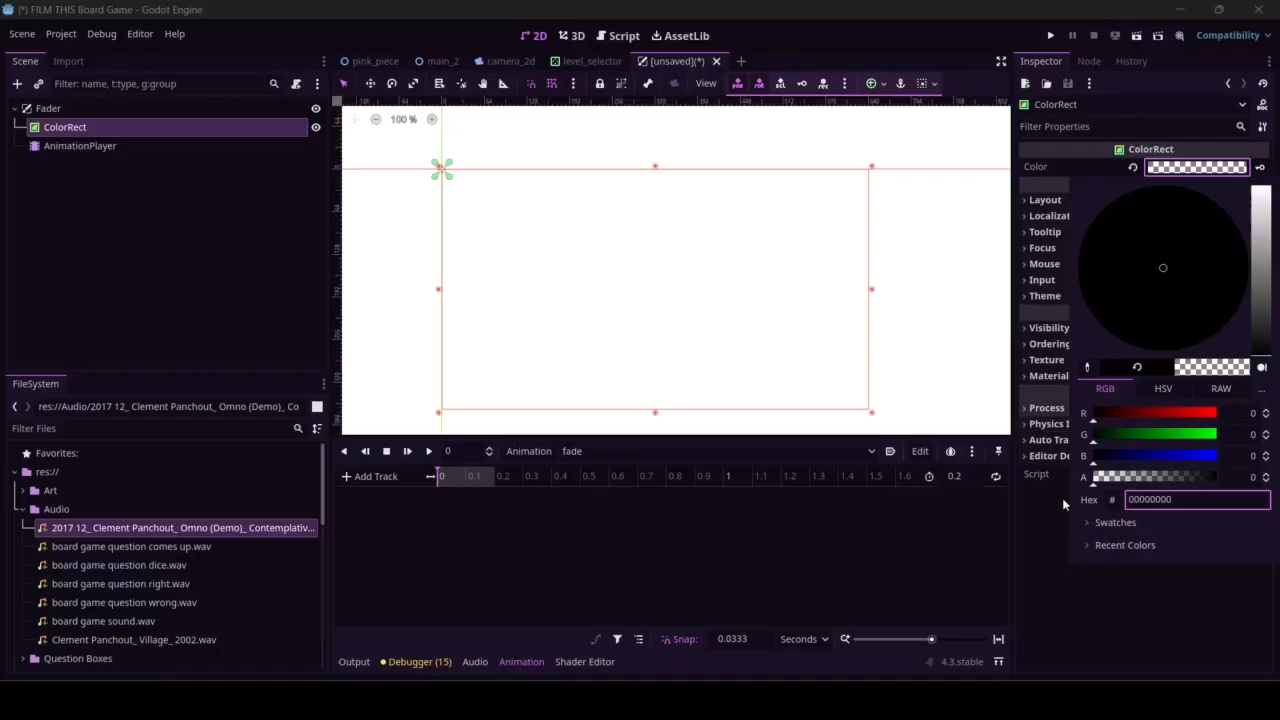 (*) FILM THIS Board Game - Godot Engine
Scene Project Debug Editor Help
2D 3D Script AssetLib
Compatibility
Scene Import
pink_piece main_2 camera_2d level_selector [unsaved](*)
Inspector Node History
Filter: name, t:type, g:group
View
Fader
ColorRect
AnimationPlayer
100 %
ColorRect
Filter Properties
ColorRect
Color
Layout
Localizat
Tooltip
Focus
Mouse
Input
Theme
Visibility
Ordering
Texture
Material
Process
Physics I
Auto Tra
Editor De
Script
RGB HSV RAW ...
R 0
G 0
B 0
A 0
Hex # 00000000
Swatches
Recent Colors
FileSystem
res://Audio/2017 12_ Clement Panchout_ Omno (Demo)_ Co
Filter Files
Favorites:
res://
Art
Audio
2017 12_ Clement Panchout_ Omno (Demo)_ Contemplativ...
board game question comes up.wav
board game question dice.wav
board game question right.wav
board game question wrong.wav
board game sound.wav
Clement Panchout_ Village_ 2002.wav
Question Boxes
0 Animation fade Edit
Add Track 0 0.1 0.2 0.3 0.4 0.5 0.6 0.7 0.8 0.9 1 1.1 1.2 1.3 1.4 1.5 1.6 0.2
Snap: 0.0333 Seconds
Output Debugger (15) Audio Animation Shader Editor 4.3.stable